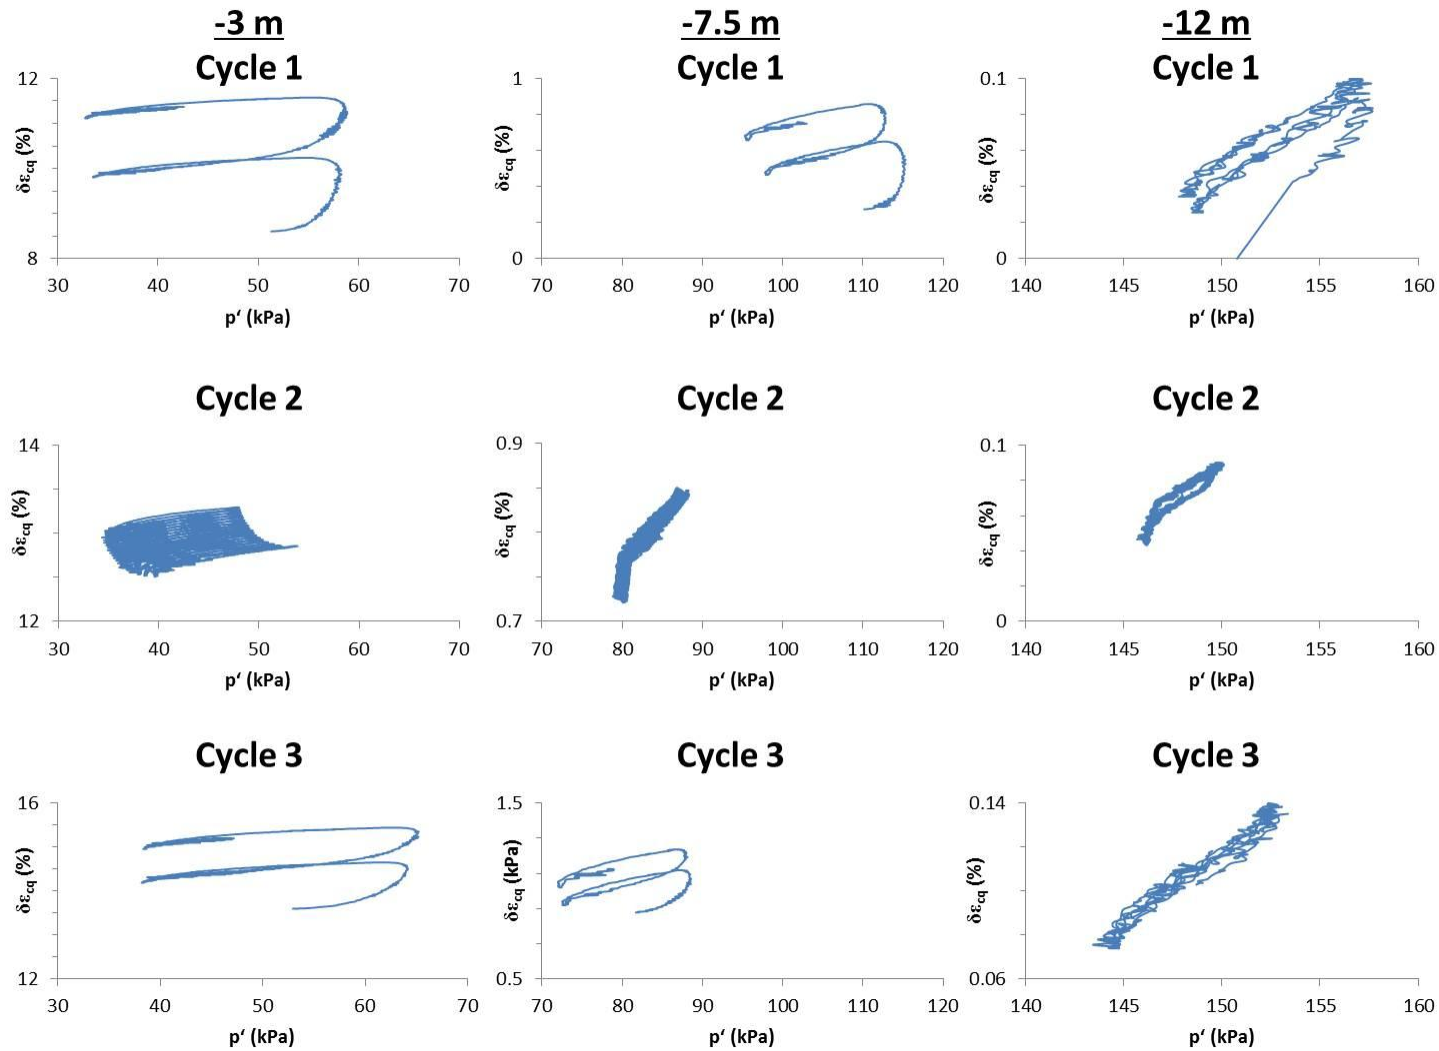 -3 m
-7.5 m
-12 m
Cycle 1
Cycle 1
Cycle 1
12
8
δεcq (%)
30 40 50 60 70
p‘ (kPa)
1
0
δεcq (%)
70 80 90 100 110 120
p‘ (kPa)
0.1
0
δεcq (%)
140 145 150 155 160
p‘ (kPa)
Cycle 2
Cycle 2
Cycle 2
14
12
δεcq (%)
30 40 50 60 70
p‘ (kPa)
0.9
0.7
δεcq (%)
70 80 90 100 110 120
p‘ (kPa)
0.1
0
δεcq (%)
140 145 150 155 160
p‘ (kPa)
Cycle 3
Cycle 3
Cycle 3
16
12
δεcq (%)
30 40 50 60 70
p‘ (kPa)
1.5
0.5
δεcq (kPa)
70 80 90 100 110 120
p‘ (kPa)
0.14
0.06
δεcq (%)
140 145 150 155 160
p‘ (kPa)